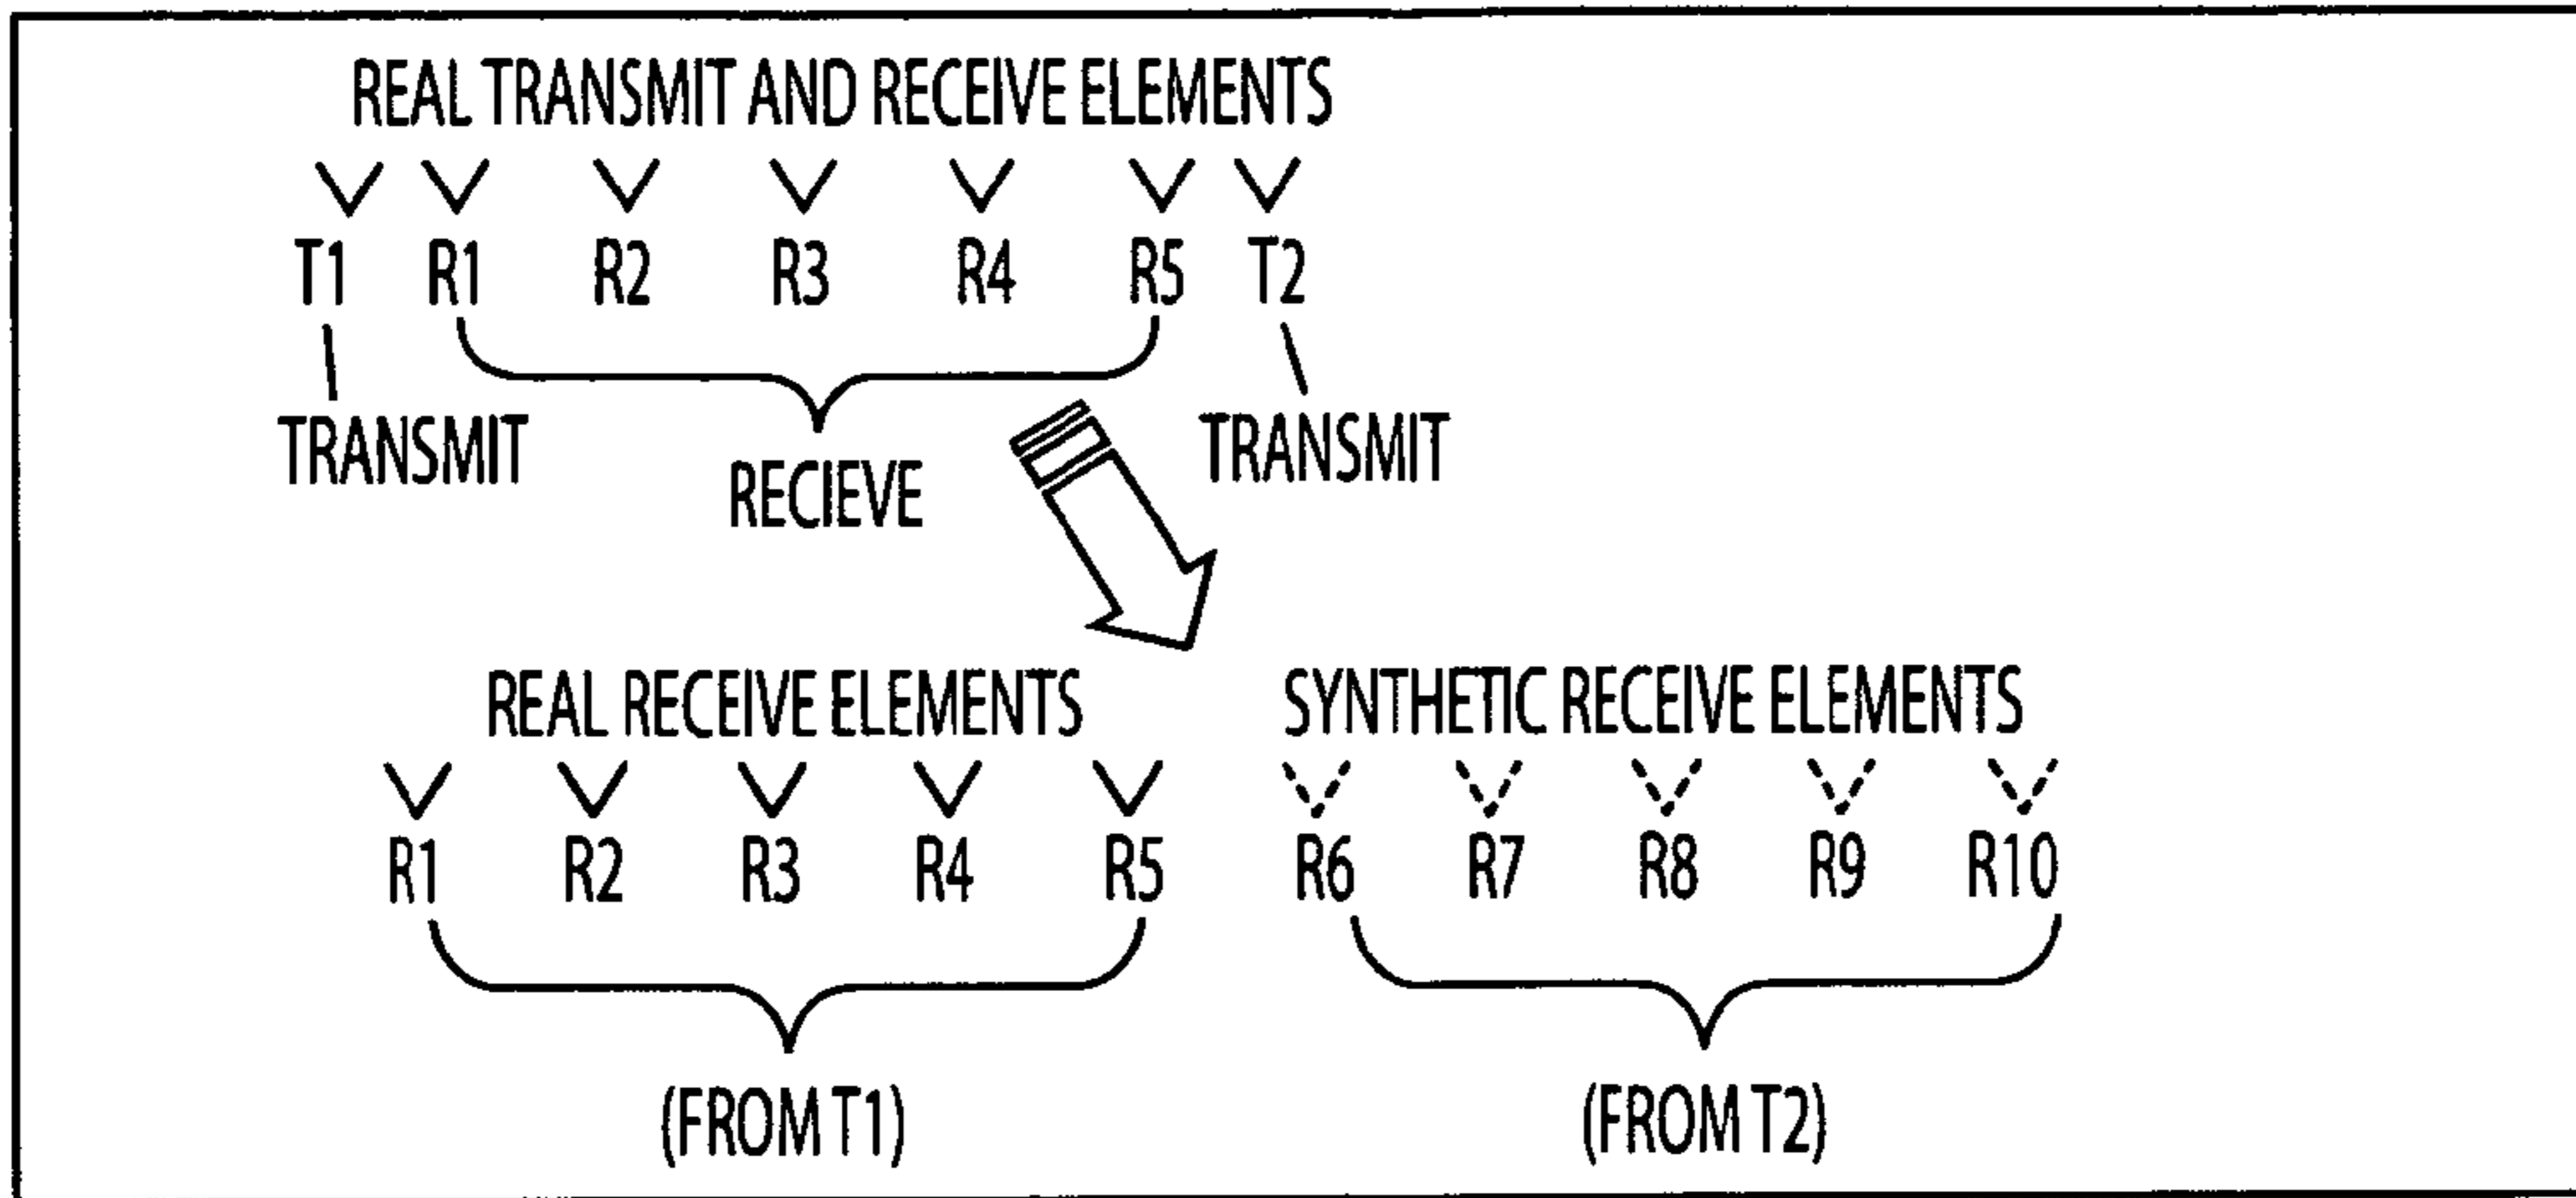 REAL TRANSMIT AND RECEIVE ELEMENTS
T1 R1 R2 R3 R4 R5 T2
TRANSMIT RECIEVE TRANSMIT
REAL RECEIVE ELEMENTS SYNTHETIC RECEIVE ELEMENTS
R1 R2 R3 R4 R5 R6 R7 R8 R9 R10
(FROM T1) (FROM T2)